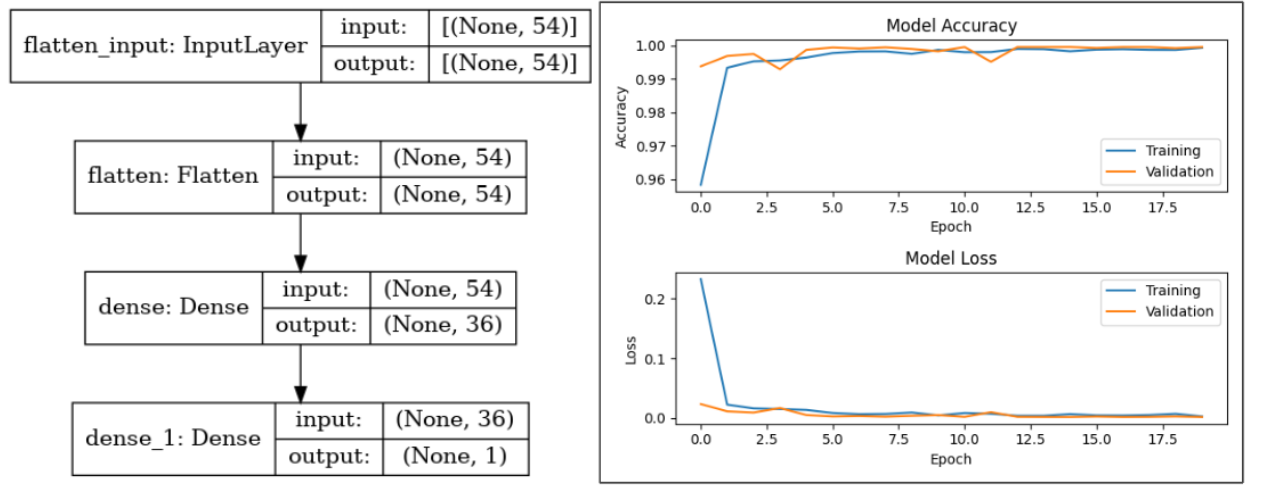 flatten_input: InputLayer
input: [(None, 54)]
output: [(None, 54)]
flatten: Flatten
input: (None, 54)
output: (None, 54)
dense: Dense
input: (None, 54)
output: (None, 36)
dense_1: Dense
input: (None, 36)
output: (None, 1)
Model Accuracy
1.00
0.99
0.98
0.97
0.96
Accuracy
Training
Validation
0.0 2.5 5.0 7.5 10.0 12.5 15.0 17.5
Epoch
Model Loss
0.2
0.1
0.0
Loss
Training
Validation
0.0 2.5 5.0 7.5 10.0 12.5 15.0 17.5
Epoch